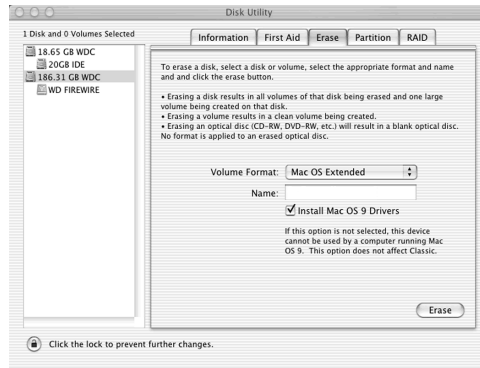 Disk Utility
1 Disk and 0 Volumes Selected
18.65 GB WDC
20GB IDE
186.31 GB WDC
WD FIREWIRE
Information
First Aid
Erase
Partition
RAID
To erase a disk, select a disk or volume, select the appropriate format and name
and and click the erase button.
• Erasing a disk results in all volumes of that disk being erased and one large
volume being created on that disk.
• Erasing a volume results in a clean volume being created.
• Erasing an optical disc (CD-RW, DVD-RW, etc.) will result in a blank optical disc.
No format is applied to an erased optical disc.
Volume Format: Mac OS Extended
Name:
Install Mac OS 9 Drivers
If this option is not selected, this device
cannot be used by a computer running Mac
OS 9. This option does not affect Classic.
Erase
Click the lock to prevent further changes.